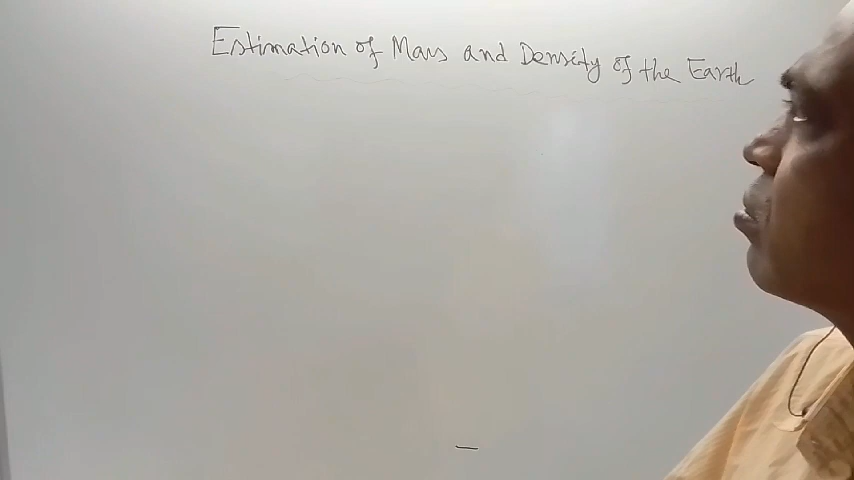 Estimation of Mass and Density of the Earth